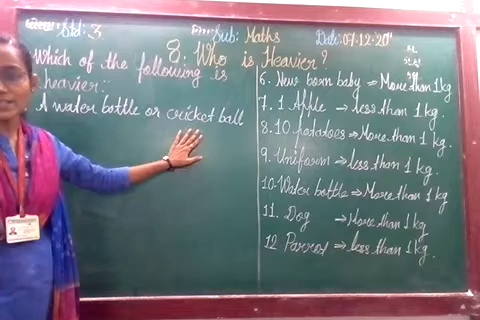 Std: 3
Sub: Maths
Date: 07-12-20
8. Who is Heavier?
Which of the following is
heavier:
A water bottle or cricket ball
6. New born baby ⇒ More than 1 kg
7. 1 Apple → less than 1 kg.
8. 10 potatoes ⇒ More than 1 kg.
9. Uniform ⇒ less than 1 kg.
10. Water bottle ⇒ More than 1 kg
11. Dog → More than 1 kg
12 Parrot ⇒ less than 1 kg.